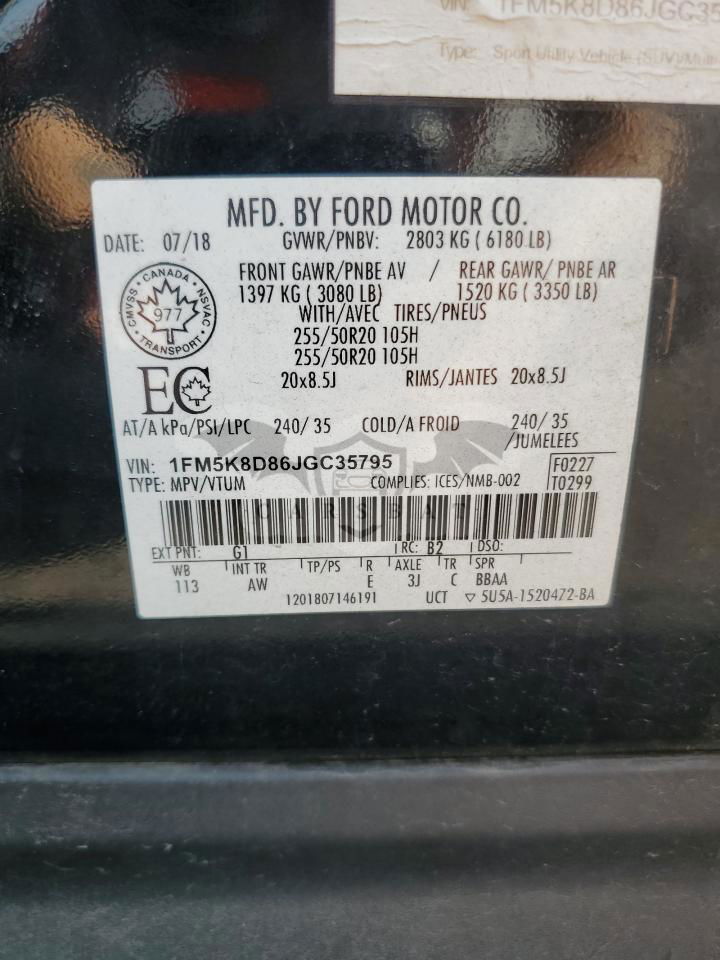 VIN: 1FM5K8D86JGC35
Type: Sport Utility Vehicle (SUV)/Mult
MFD. BY FORD MOTOR CO.
DATE: 07/18 GVWR/PNBV: 2803 KG ( 6180 LB)
FRONT GAWR/PNBE AV / REAR GAWR/ PNBE AR
1397 KG ( 3080 LB) 1520 KG ( 3350 LB)
WITH/AVEC TIRES/PNEUS
255/50R20 105H
255/50R20 105H
CANADA
CMVSS 977 NSVAC
TRANSPORT
EC 20x8.5J RIMS/JANTES 20x8.5J
AT/A kPa/PSI/LPC 240/ 35 COLD/A FROID 240/ 35
/JUMELEES
VIN: 1FM5K8D86JGC35795 F0227
TYPE: MPV/VTUM COMPLIES: ICES/NMB-002 T0299
CARSBAT
EXT PNT: G1 RC: B2 DSO:
WB INT TR TP/PS R AXLE TR SPR
113 AW E 3J C BBAA
1201807146191 UCT ▽ 5U5A-1520472-BA